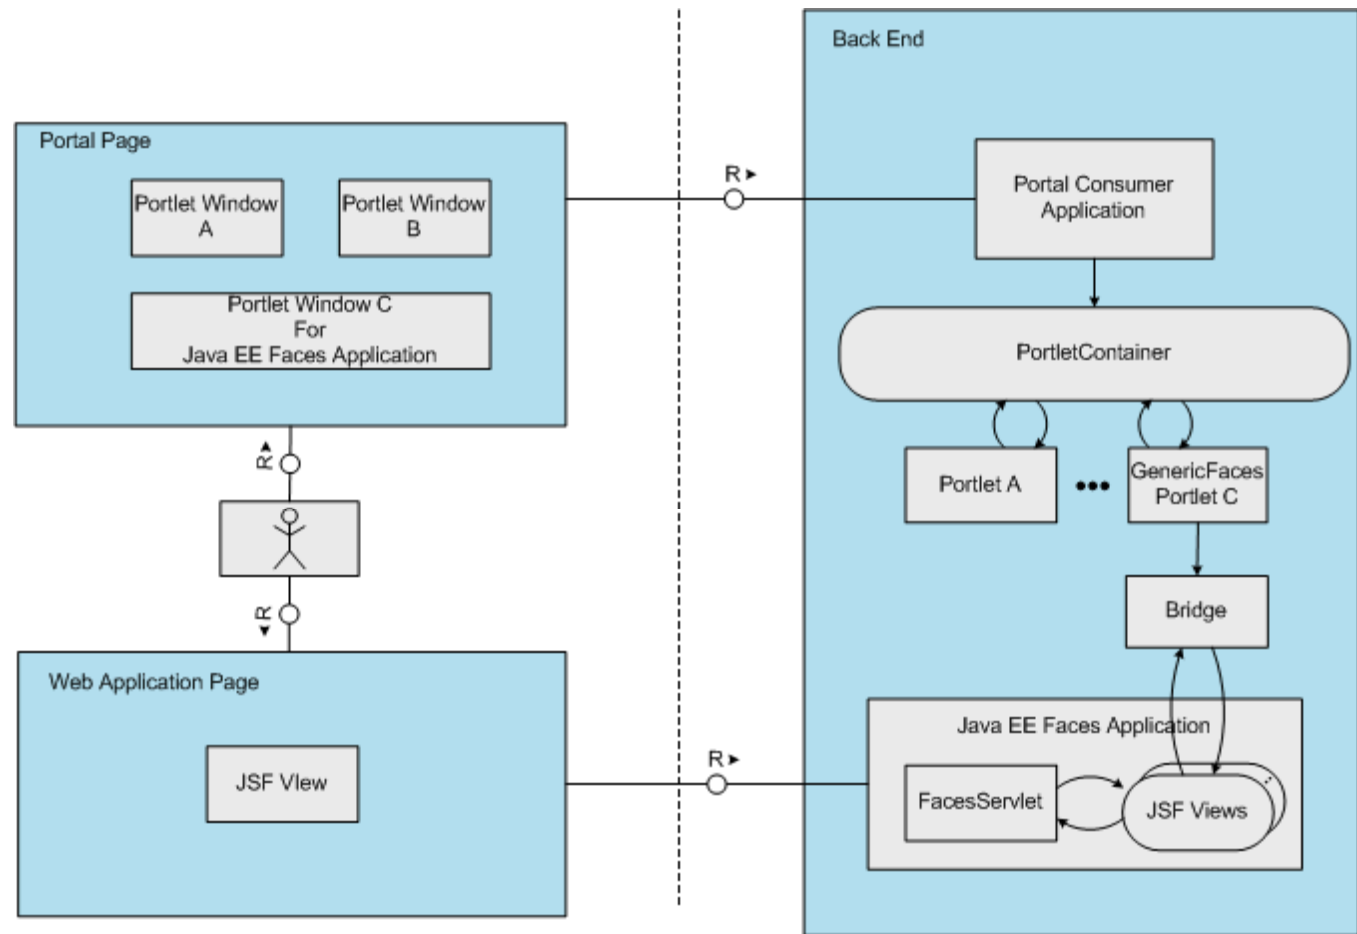 Back End
Portal Page
Portlet Window
A
Portlet Window
B
Portlet Window C
For
Java EE Faces Application
R
Portal Consumer
Application
PortletContainer
Portlet A
GenericFaces
Portlet C
Bridge
R
R
Web Application Page
JSF VIew
R
Java EE Faces Application
FacesServlet
JSF Views